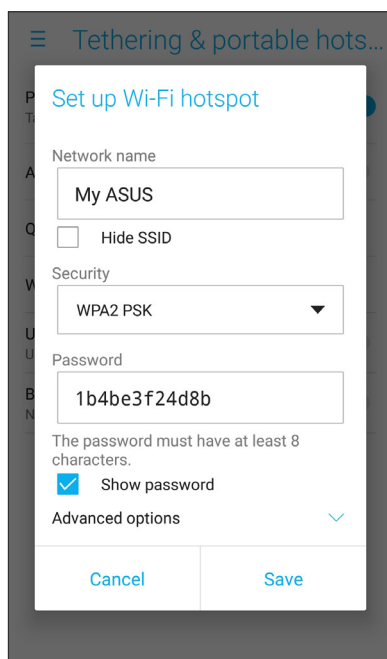 Tethering & portable hots...
Set up Wi-Fi hotspot
Network name
My ASUS
Hide SSID
Security
WPA2 PSK
Password
1b4be3f24d8b
The password must have at least 8
characters.
Show password
Advanced options
Cancel
Save